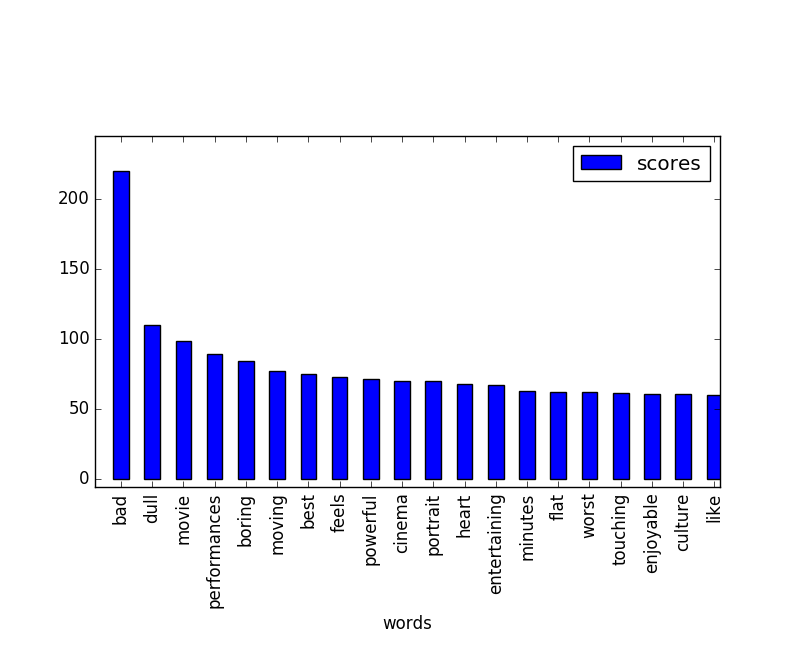 scores
200
150
100
50
0
bad
dull
movie
performances
boring
moving
best
feels
powerful
cinema
portrait
heart
entertaining
minutes
flat
worst
touching
enjoyable
culture
like
words